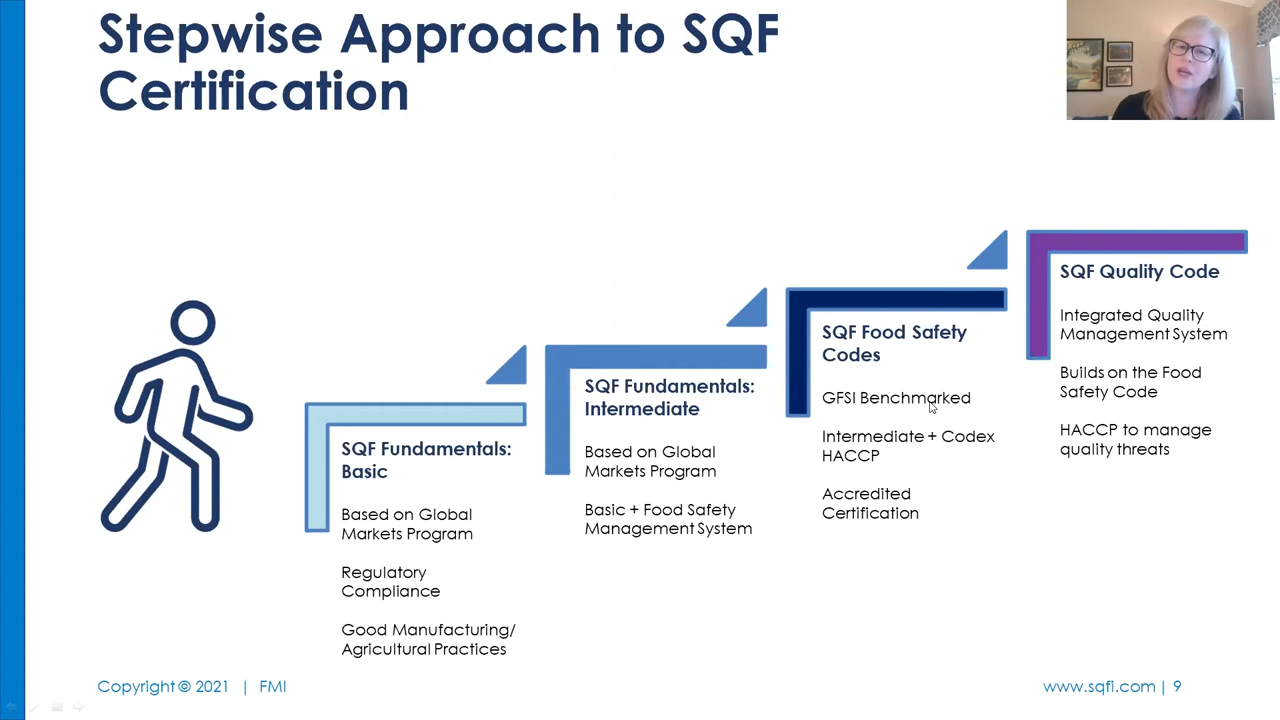 Stepwise Approach to SQF
Certification
SQF Fundamentals:
Basic
Based on Global
Markets Program
Regulatory
Compliance
Good Manufacturing/
Agricultural Practices
SQF Fundamentals:
Intermediate
Based on Global
Markets Program
Basic + Food Safety
Management System
SQF Food Safety
Codes
GFSI Benchmarked
Intermediate + Codex
HACCP
Accredited
Certification
SQF Quality Code
Integrated Quality
Management System
Builds on the Food
Safety Code
HACCP to manage
quality threats
Copyright © 2021 | FMI
www.sqfi.com | 9